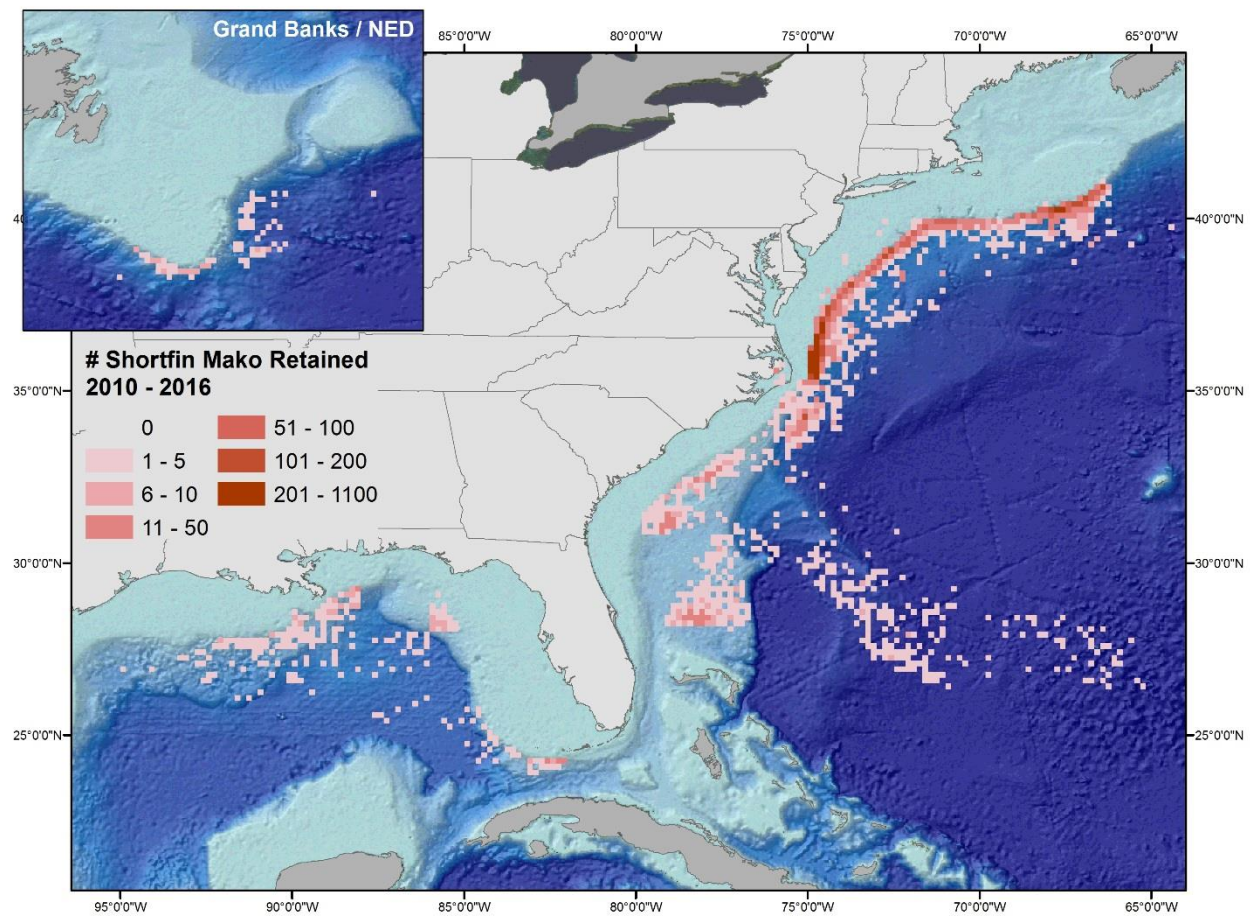 Grand Banks / NED
85°0'0"W 80°0'0"W 75°0'0"W 70°0'0"W 65°0'0"W
40°0'0"N
# Shortfin Mako Retained
2010 - 2016
35°0'0"N 35°0'0"N
0 51 - 100
1 - 5 101 - 200
6 - 10 201 - 1100
11 - 50
30°0'0"N 30°0'0"N
25°0'0"N 25°0'0"N
95°0'0"W 90°0'0"W 85°0'0"W 80°0'0"W 75°0'0"W 70°0'0"W 65°0'0"W